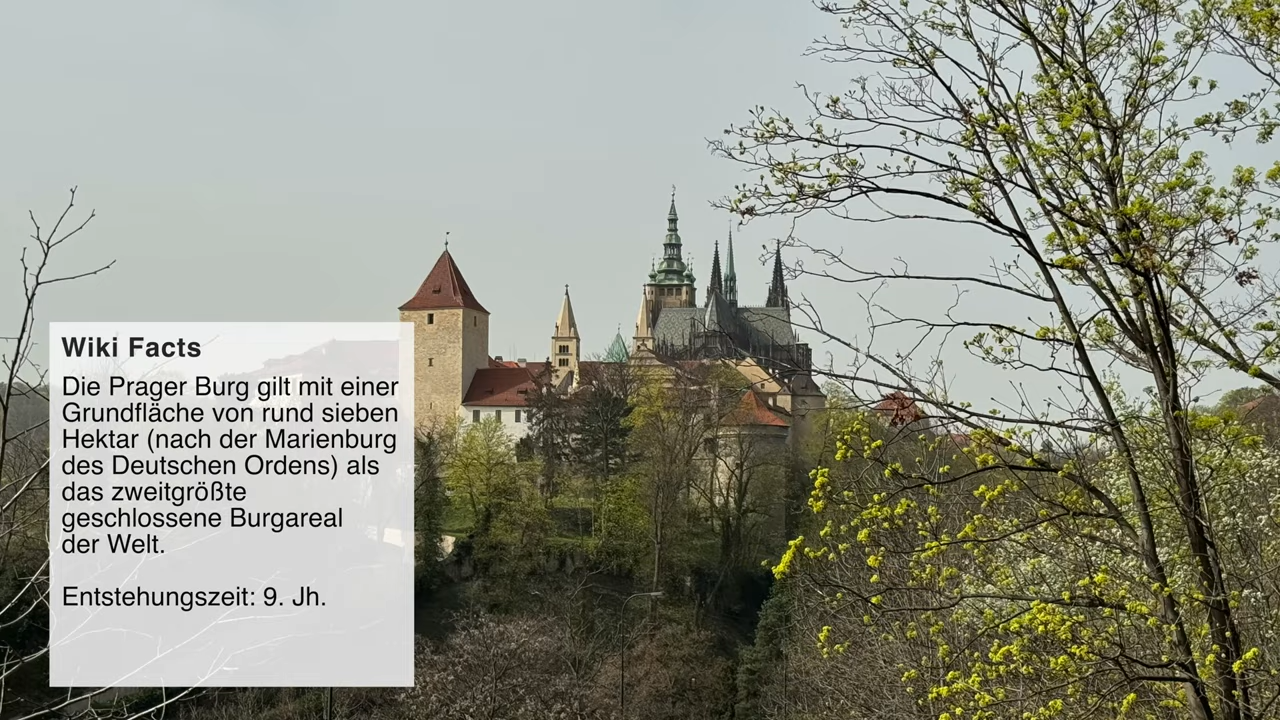 Wiki Facts
Die Prager Burg gilt mit einer
Grundfläche von rund sieben
Hektar (nach der Marienburg
des Deutschen Ordens) als
das zweitgrößte
geschlossene Burgareal
der Welt.
Entstehungszeit: 9. Jh.